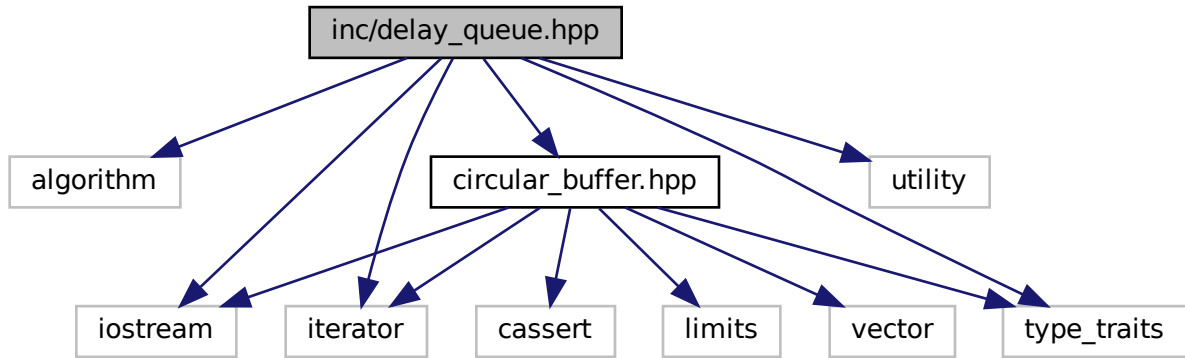 inc/delay_queue.hpp
algorithm
circular_buffer.hpp
utility
iostream
iterator
cassert
limits
vector
type_traits